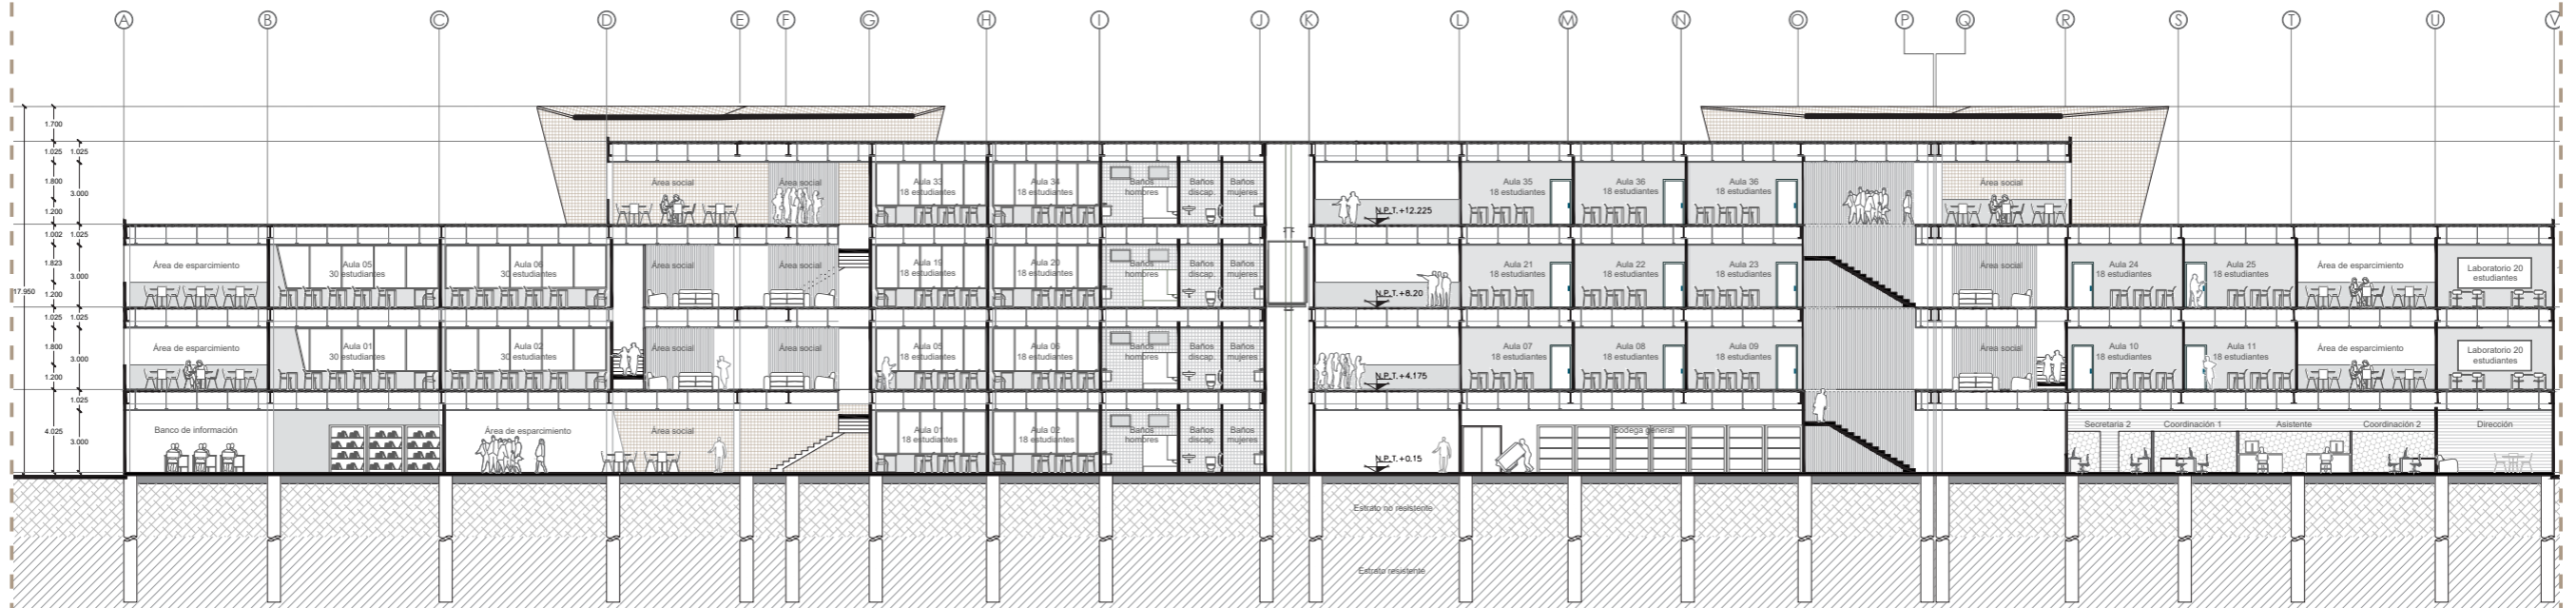 A B C D E F G H I J K L M N O P Q R S T U V
1.700
1.025 1.025
1.800
3.000
1.200
1.002 1.025
1.823
3.000
17.950
1.200
1.025 1.025
1.800
3.000
1.200
1.025
4.025
3.000
Área social
Área social
Aula 33
18 estudiantes
Aula 34
18 estudiantes
Baños
hombres
Baños
discap.
Baños
mujeres
N.P.T.+12.225
Aula 35
18 estudiantes
Aula 36
18 estudiantes
Aula 36
18 estudiantes
Área social
Área de esparcimiento
Aula 05
30 estudiantes
Aula 06
30 estudiantes
Área social
Área social
Aula 19
18 estudiantes
Aula 20
18 estudiantes
Baños
hombres
Baños
discap.
Baños
mujeres
N.P.T.+8.20
Aula 21
18 estudiantes
Aula 22
18 estudiantes
Aula 23
18 estudiantes
Área social
Aula 24
18 estudiantes
Aula 25
18 estudiantes
Área de esparcimiento
Laboratorio 20
estudiantes
Área de esparcimiento
Aula 01
30 estudiantes
Aula 02
30 estudiantes
Área social
Área social
Aula 05
18 estudiantes
Aula 06
18 estudiantes
Baños
hombres
Baños
discap.
Baños
mujeres
N.P.T.+4.175
Aula 07
18 estudiantes
Aula 08
18 estudiantes
Aula 09
18 estudiantes
Área social
Aula 10
18 estudiantes
Aula 11
18 estudiantes
Área de esparcimiento
Laboratorio 20
estudiantes
Banco de información
Área de esparcimiento
Área social
Aula 01
18 estudiantes
Aula 02
18 estudiantes
Baños
hombres
Baños
discap.
Baños
mujeres
N.P.T.+0.15
Bodega general
Secretaria 2
Coordinación 1
Asistente
Coordinación 2
Dirección
Estrato no resistente
Estrato resistente